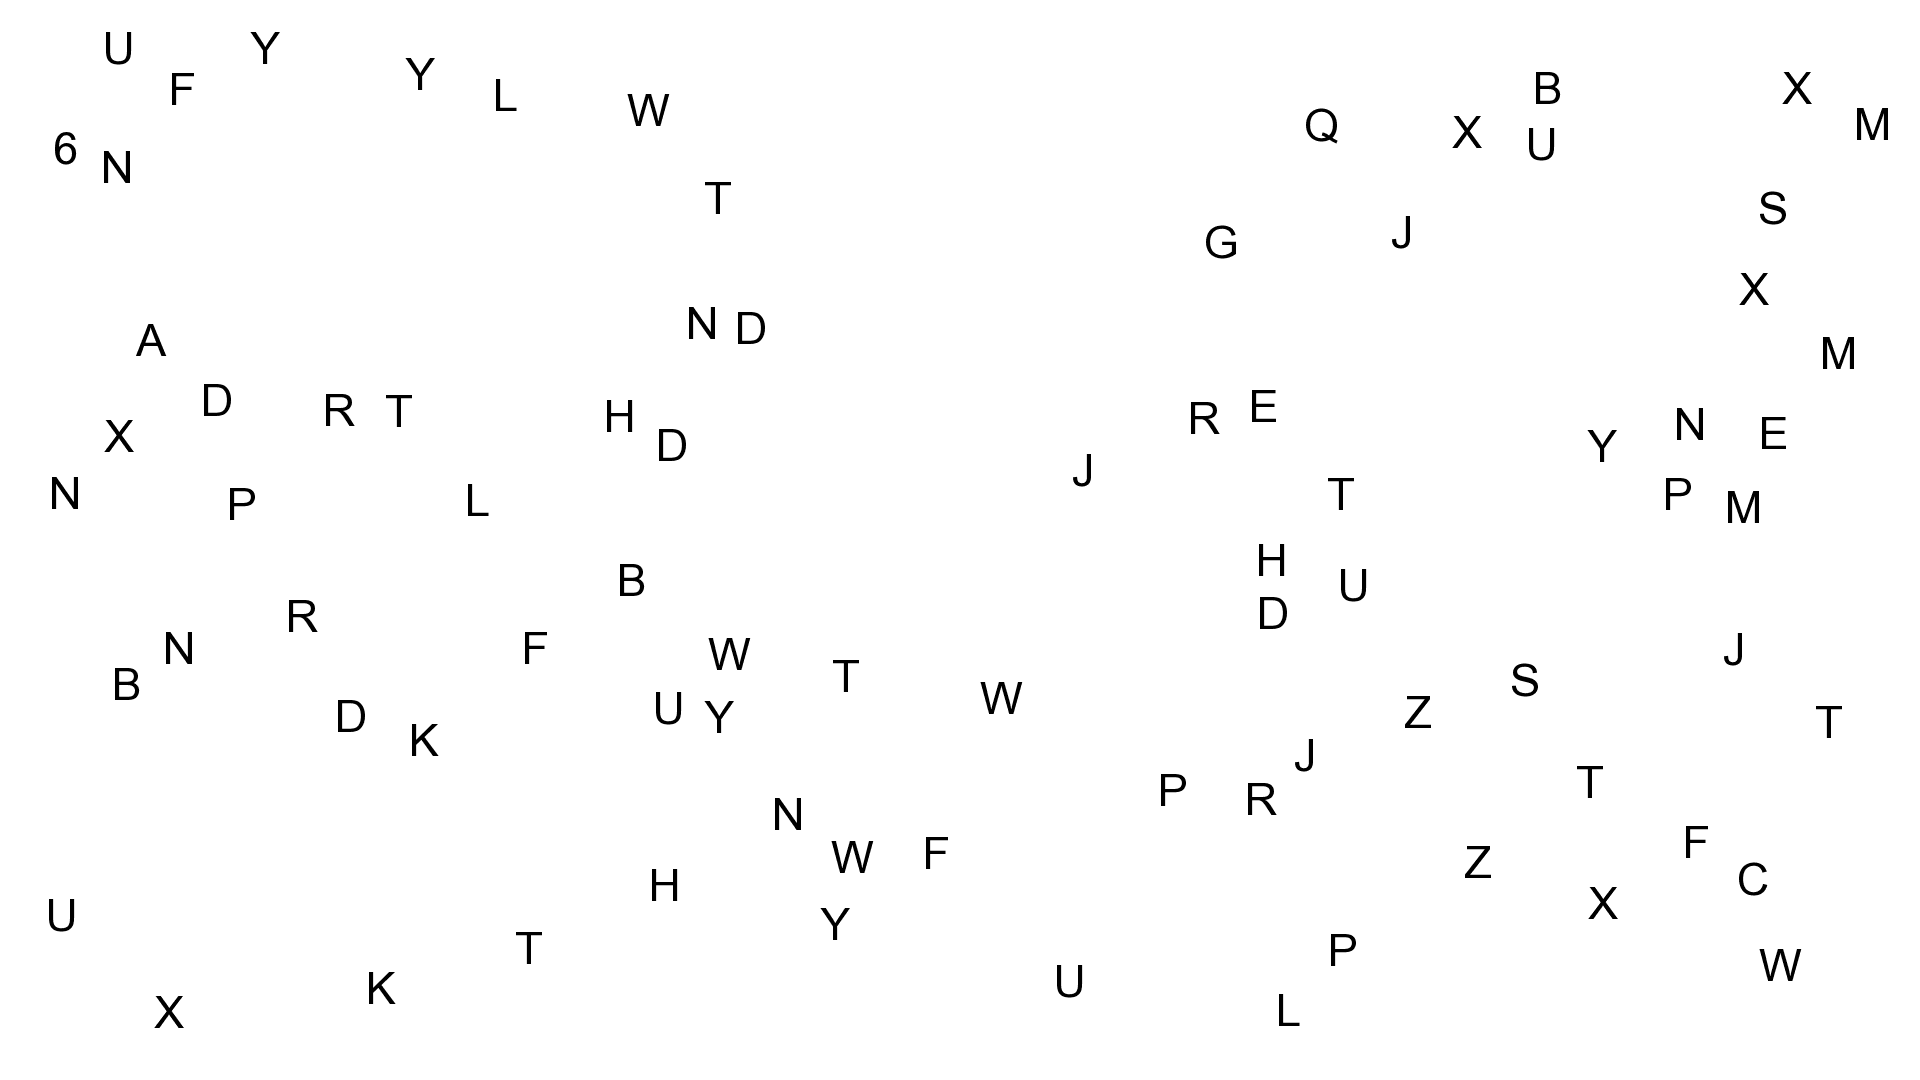 U F Y Y L W
Q X B X M
6 N U
T S
G J
X
A N D M
X D R T H D R E Y N E
N P L J T P M
B H U
D
B N R F W T W S J
D K U Y Z T
J
P R T
N W F Z F C
U H X
X K T Y U P W
L